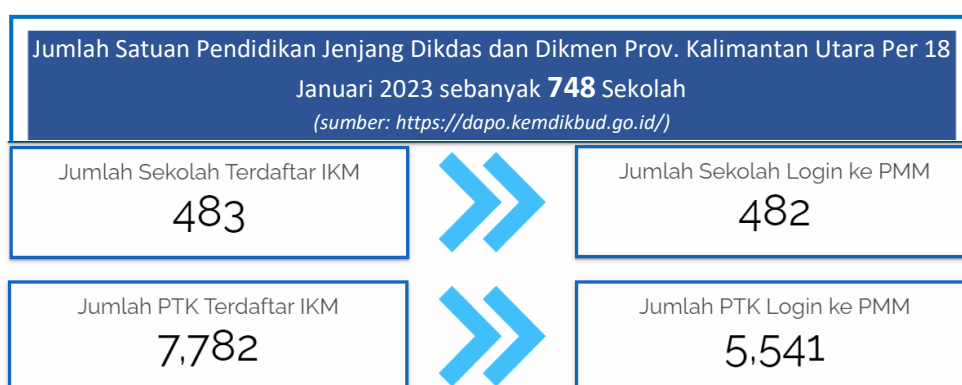 Jumlah Satuan Pendidikan Jenjang Dikdas dan Dikmen Prov. Kalimantan Utara Per 18
Januari 2023 sebanyak 748 Sekolah
(sumber: https://dapo.kemdikbud.go.id/)
Jumlah Sekolah Terdaftar IKM
483
Jumlah Sekolah Login ke PMM
482
Jumlah PTK Terdaftar IKM
7,782
Jumlah PTK Login ke PMM
5,541